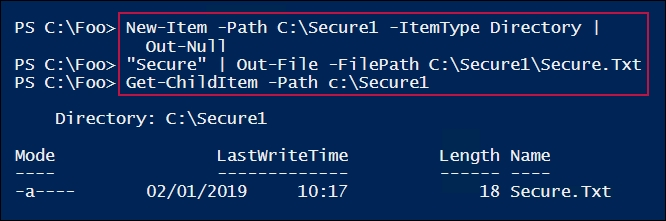 PS C:\Foo> New-Item -Path C:\Secure1 -ItemType Directory |
Out-Null
PS C:\Foo> "Secure" | Out-File -FilePath C:\Secure1\Secure.Txt
PS C:\Foo> Get-ChildItem -Path c:\Secure1
Directory: C:\Secure1
Mode LastWriteTime Length Name
---- ------------- ------ ----
-a---- 02/01/2019 10:17 18 Secure.Txt